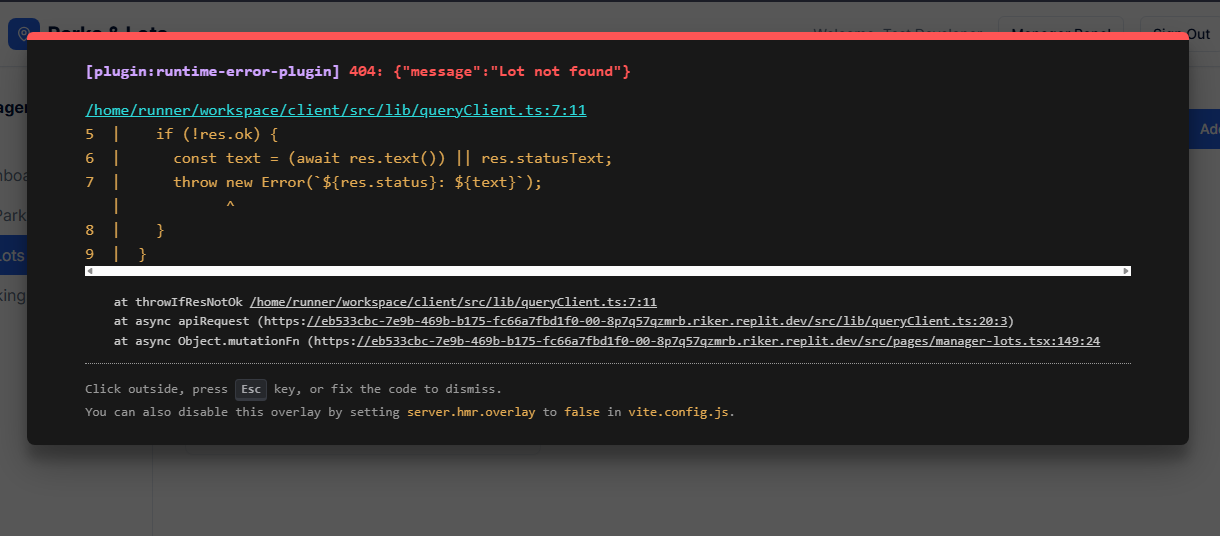 Parks & Lots
Welcome, Test Developer
Manager Panel
Sign Out
[plugin:runtime-error-plugin] 404: {"message":"Lot not found"}
/home/runner/workspace/client/src/lib/queryClient.ts:7:11
5  |    if (!res.ok) {
6  |      const text = (await res.text()) || res.statusText;
7  |      throw new Error(`${res.status}: ${text}`);
   |            ^
8  |    }
9  |  }
at throwIfResNotOk /home/runner/workspace/client/src/lib/queryClient.ts:7:11
at async apiRequest (https://eb533cbc-7e9b-469b-b175-fc66a7fbd1f0-00-8p7q57qzmrb.riker.replit.dev/src/lib/queryClient.ts:20:3)
at async Object.mutationFn (https://eb533cbc-7e9b-469b-b175-fc66a7fbd1f0-00-8p7q57qzmrb.riker.replit.dev/src/pages/manager-lots.tsx:149:24
Click outside, press Esc key, or fix the code to dismiss.
You can also disable this overlay by setting server.hmr.overlay to false in vite.config.js.